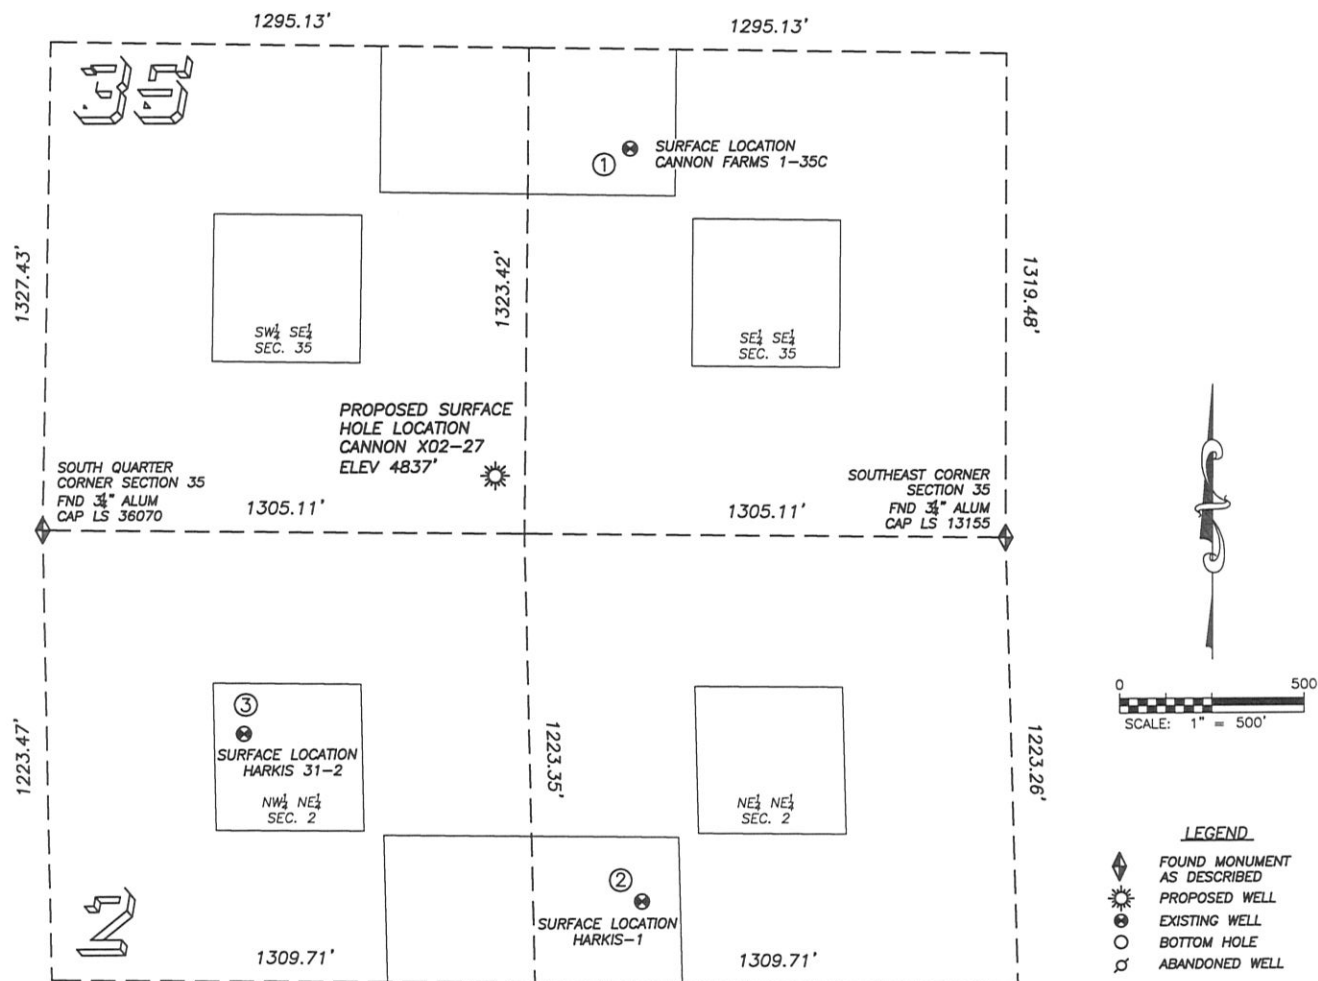 1295.13'
1295.13'
35
SURFACE LOCATION
CANNON FARMS 1-35C
1
1327.43'
1323.42'
1319.48'
SW¼ SE¼
SEC. 35
SE¼ SE¼
SEC. 35
PROPOSED SURFACE
HOLE LOCATION
CANNON X02-27
ELEV 4837'
SOUTH QUARTER
CORNER SECTION 35
FND 3¼" ALUM
CAP LS 36070
1305.11'
1305.11'
SOUTHEAST CORNER
SECTION 35
FND 3¼" ALUM
CAP LS 13155
0 500
SCALE: 1" = 500'
3
SURFACE LOCATION
HARKIS 31-2
NW¼ NE¼
SEC. 2
1223.47'
1223.35'
NE¼ NE¼
SEC. 2
1223.26'
2
SURFACE LOCATION
HARKIS-1
2
1309.71'
1309.71'
LEGEND
FOUND MONUMENT
AS DESCRIBED
PROPOSED WELL
EXISTING WELL
BOTTOM HOLE
ABANDONED WELL